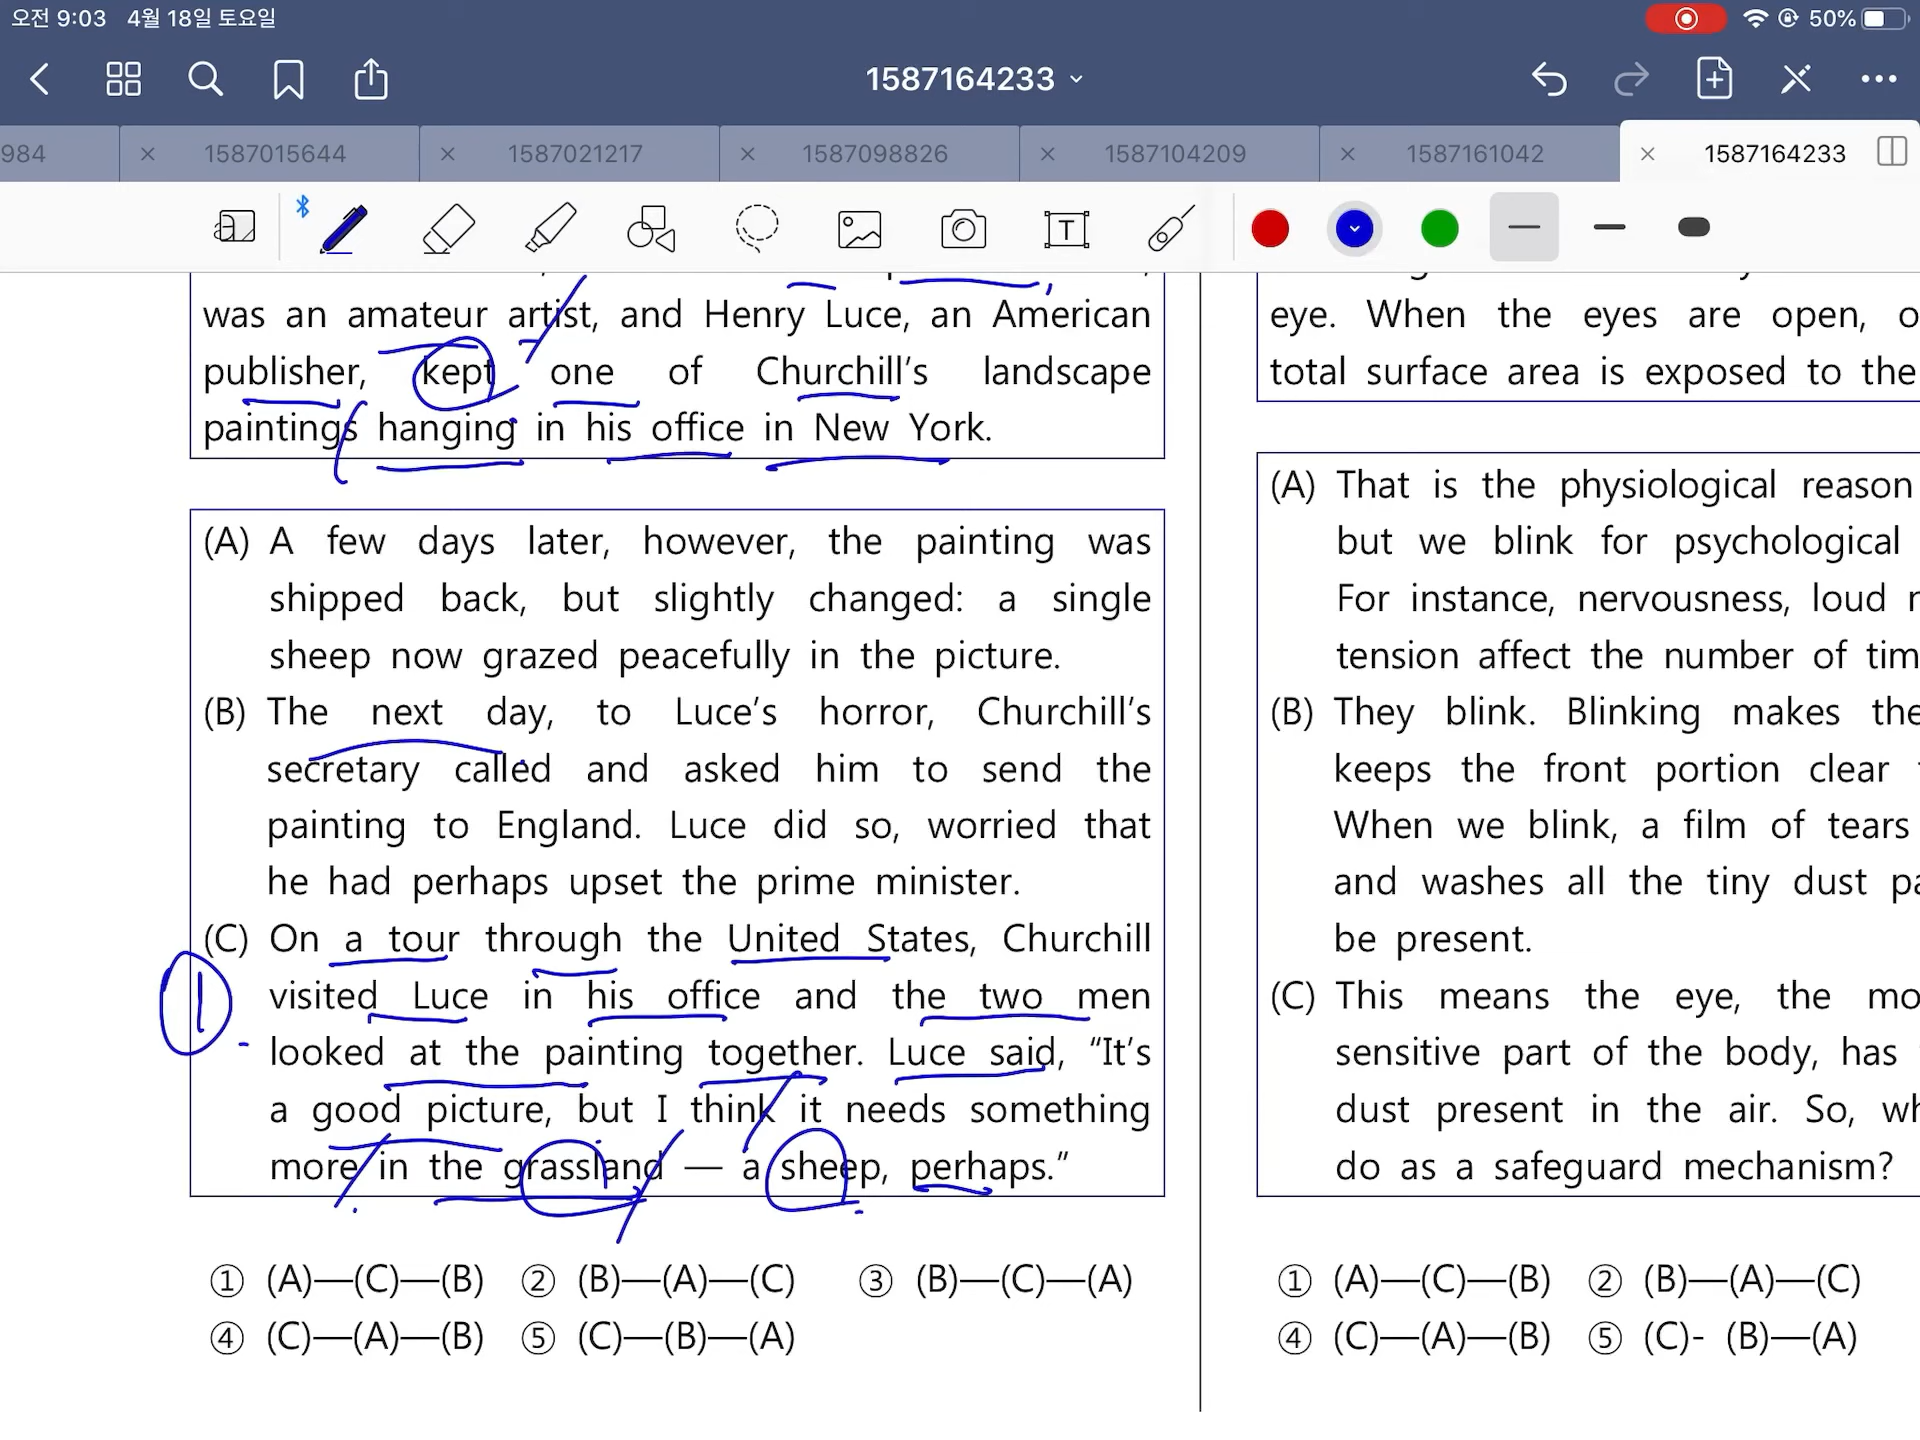 오전 9:03 4월 18일 토요일
50%
1587164233
984
1587015644
1587021217
1587098826
1587104209
1587161042
1587164233
was an amateur artist, and Henry Luce, an American
publisher, kept one of Churchill's landscape
paintings hanging in his office in New York.
(A) A few days later, however, the painting was
shipped back, but slightly changed: a single
sheep now grazed peacefully in the picture.
(B) The next day, to Luce's horror, Churchill's
secretary called and asked him to send the
painting to England. Luce did so, worried that
he had perhaps upset the prime minister.
(C) On a tour through the United States, Churchill
visited Luce in his office and the two men
looked at the painting together. Luce said, “It's
a good picture, but I think it needs something
more in the grassland — a sheep, perhaps.”
1
① (A)—(C)—(B) ② (B)—(A)—(C) ③ (B)—(C)—(A)
④ (C)—(A)—(B) ⑤ (C)—(B)—(A)
eye. When the eyes are open,
total surface area is exposed to the
(A) That is the physiological reason
but we blink for psychological
For instance, nervousness, loud
tension affect the number of
(B) They blink. Blinking makes
keeps the front portion clear
When we blink, a film of tears
and washes all the tiny dust
be present.
(C) This means the eye, the
sensitive part of the body, has
dust present in the air. So,
do as a safeguard mechanism?
① (A)—(C)—(B) ② (B)—(A)—(C)
④ (C)—(A)—(B) ⑤ (C)- (B)—(A)